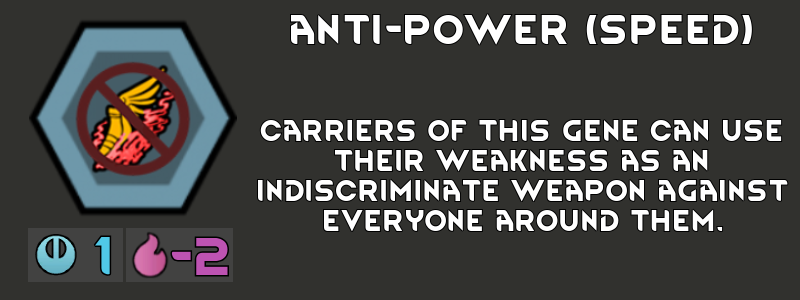 ANTI-POWER (SPEED)
CARRIERS OF THIS GENE CAN USE
THEIR WEAKNESS AS AN
INDISCRIMINATE WEAPON AGAINST
EVERYONE AROUND THEM.
1 -2